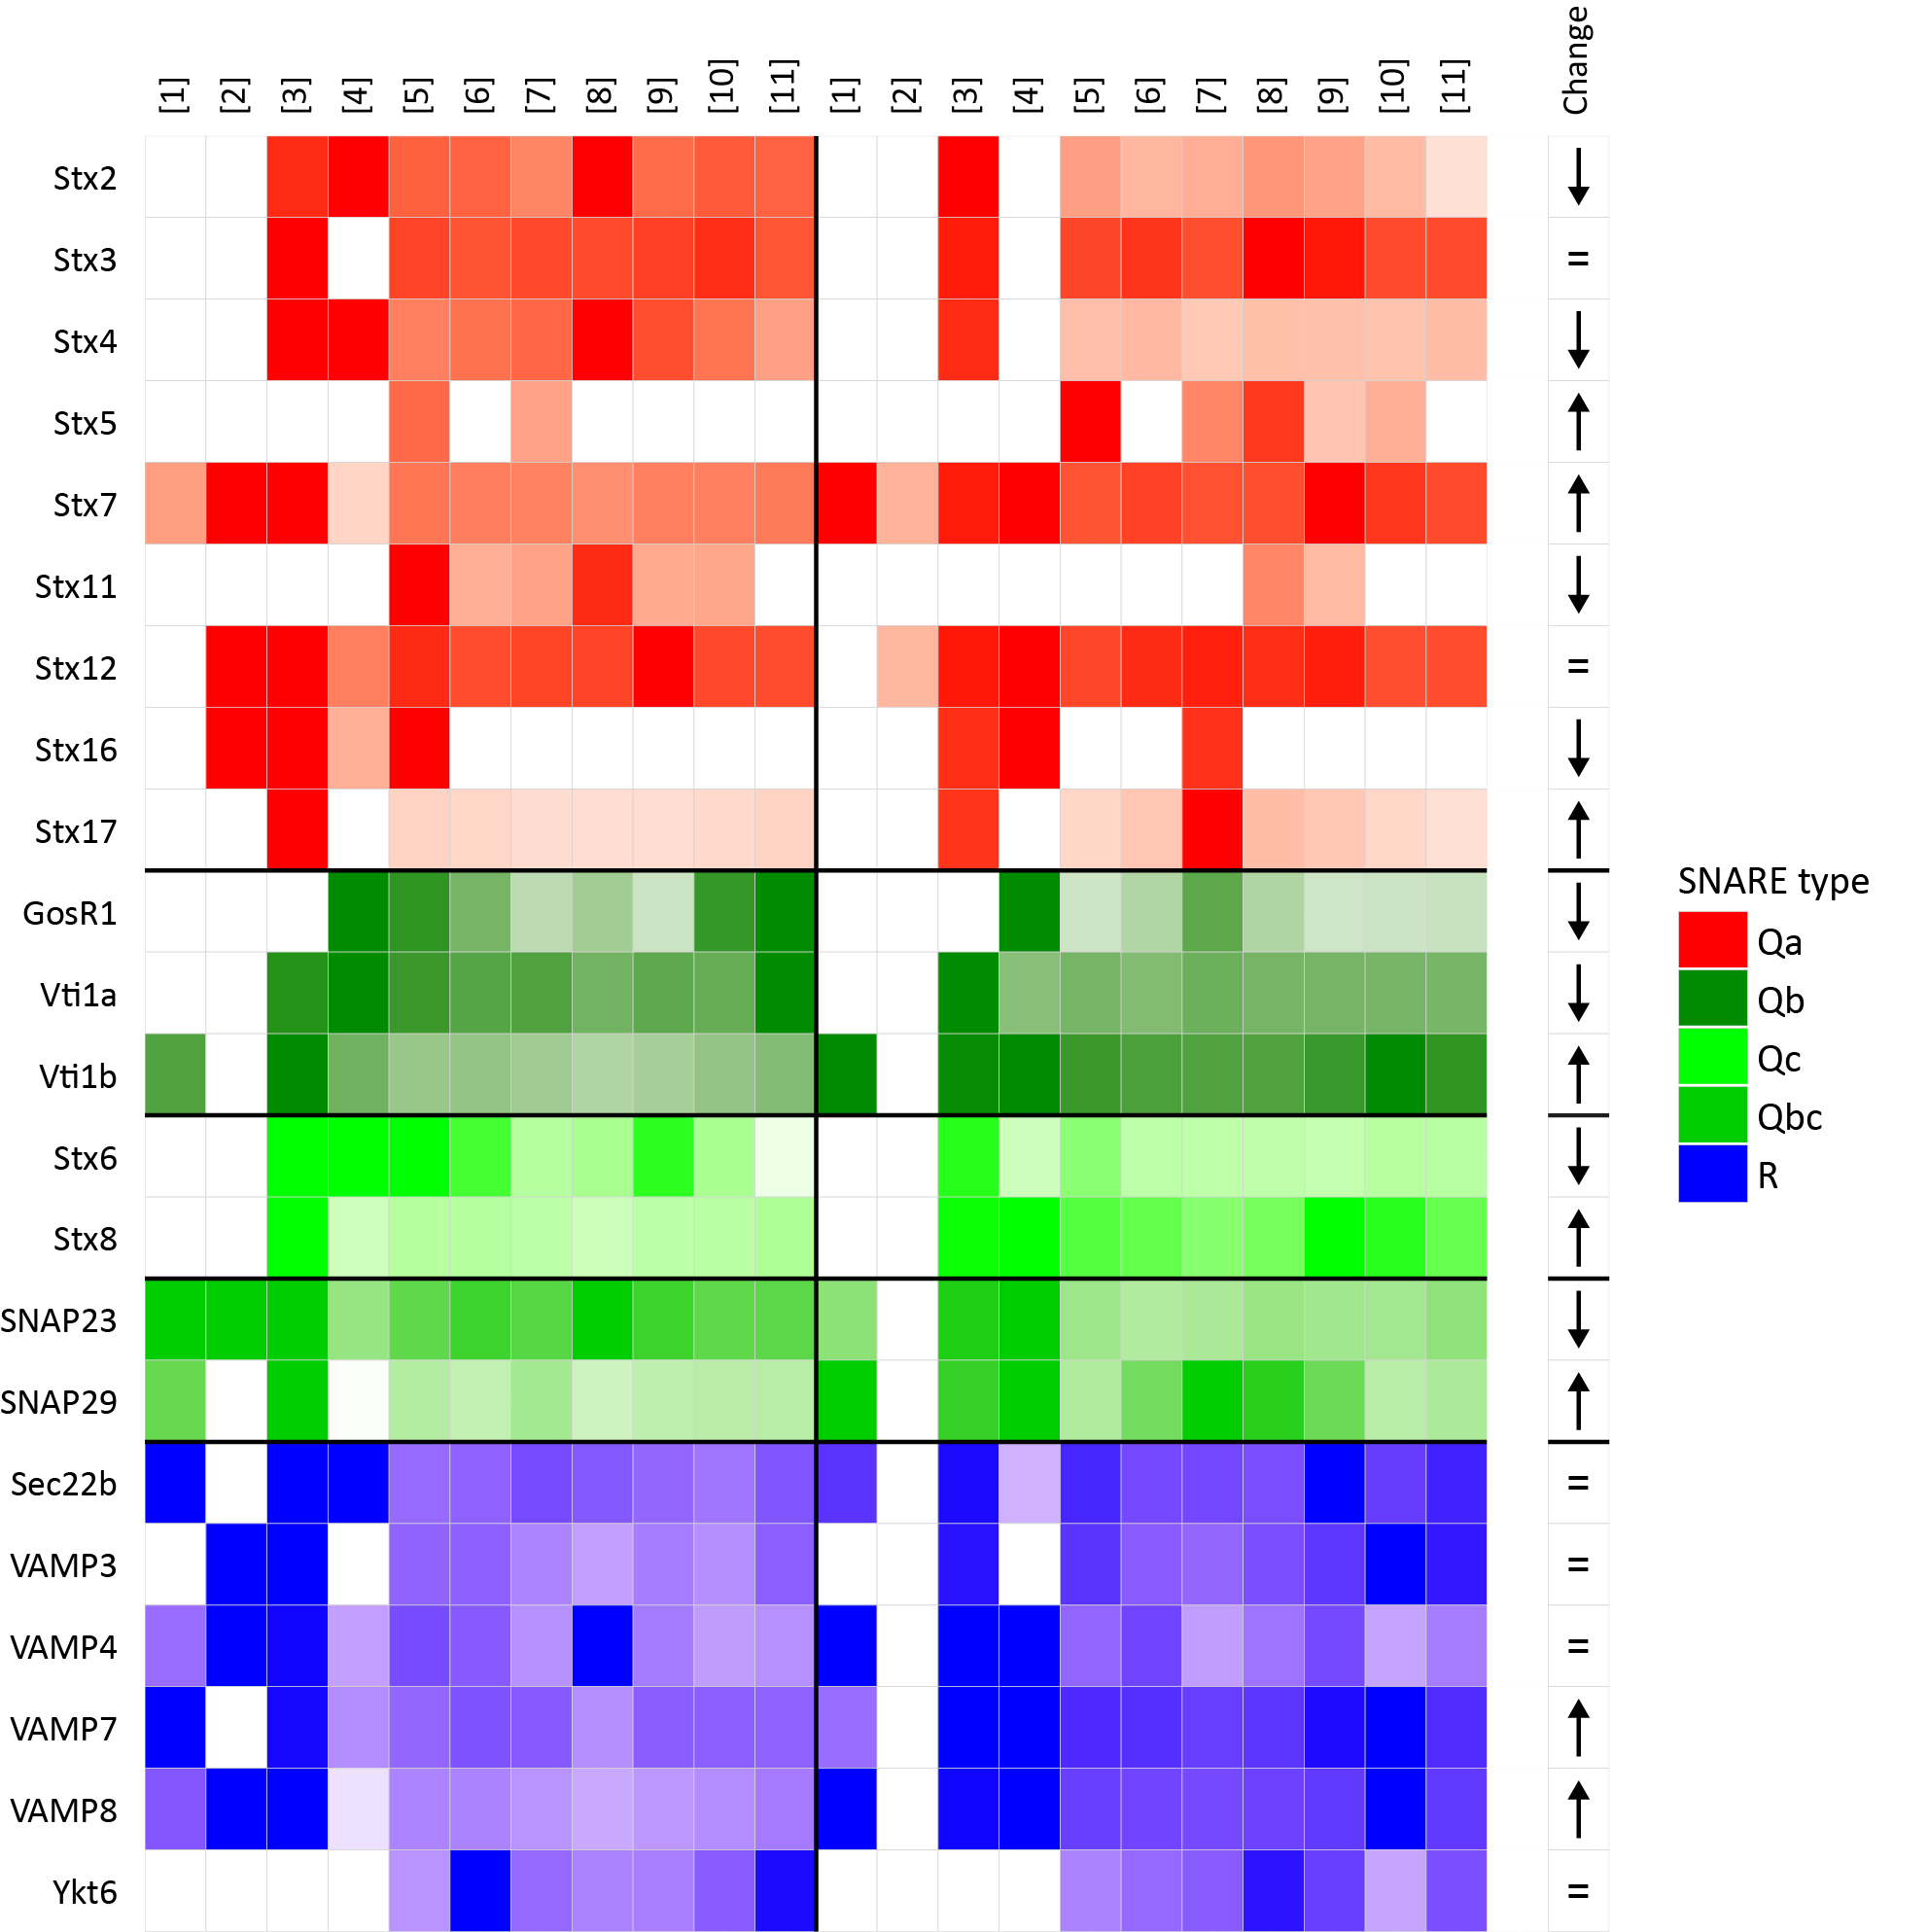 [1] [2] [3] [4] [5] [6] [7] [8] [9] [10] [11] [1] [2] [3] [4] [5] [6] [7] [8] [9] [10] [11] Change
Stx2
Stx3 =
Stx4
Stx5
Stx7
Stx11
Stx12 =
Stx16
Stx17
GosR1
Vti1a
Vti1b
Stx6
Stx8
SNAP23
SNAP29
Sec22b =
VAMP3 =
VAMP4 =
VAMP7
VAMP8
Ykt6 =
SNARE type
Qa
Qb
Qc
Qbc
R